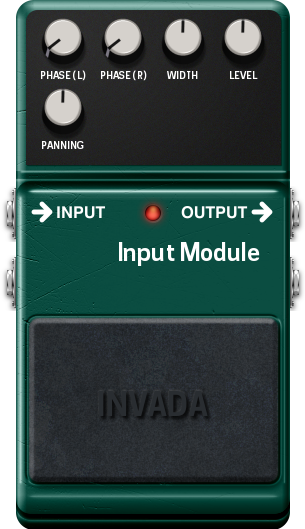 PHASE(L) PHASE(R) WIDTH LEVEL
PANNING
INPUT OUTPUT
Input Module
INVADA